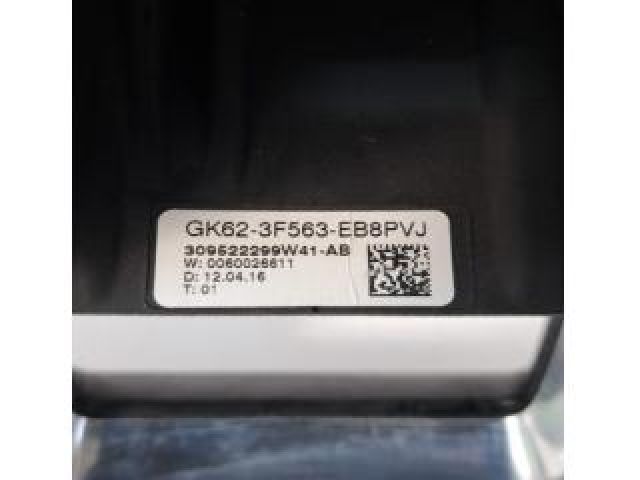 GK62-3F563-EB8PVJ
309522299W41-AB
W: 0060026611
D: 12.04.16
T: 01